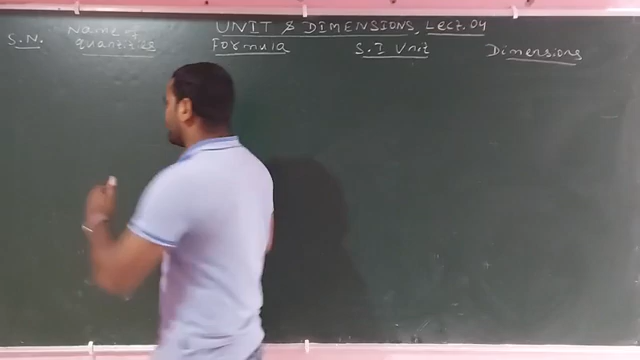 UNIT & DIMENSIONS, Lect. 04
S.N. Name of quantities Formula S.I Unit Dimensions